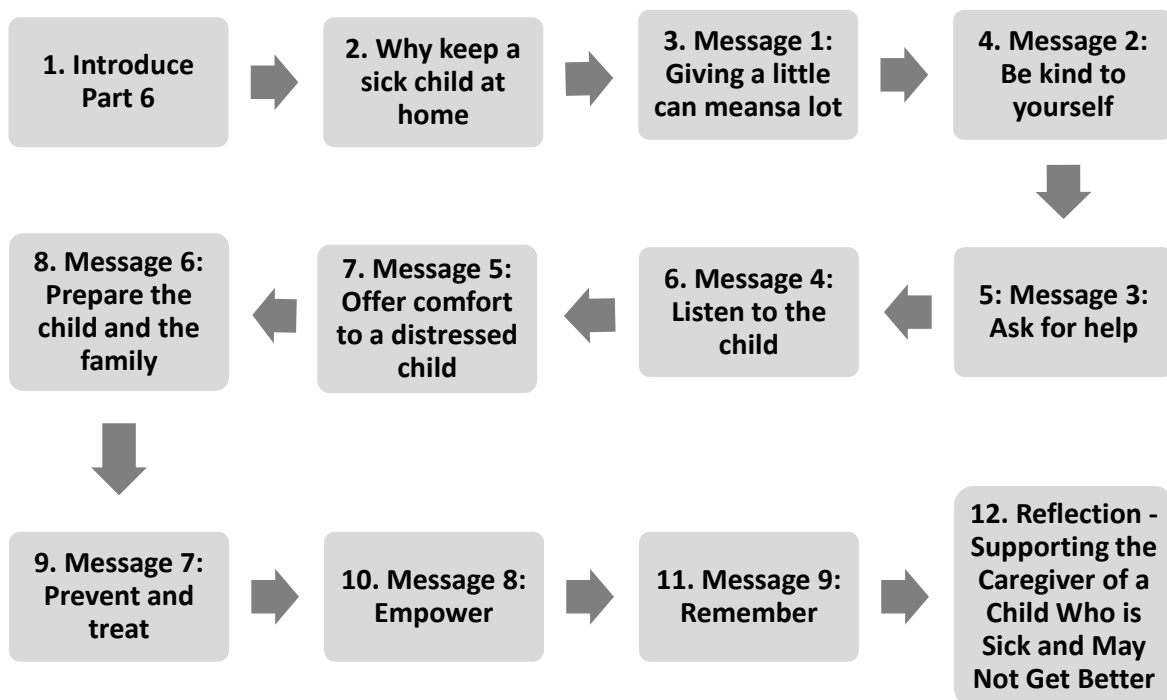 1. Introduce
Part 6
2. Why keep a
sick child at
home
3. Message 1:
Giving a little
can meansa lot
4. Message 2:
Be kind to
yourself
5: Message 3:
Ask for help
6. Message 4:
Listen to the
child
7. Message 5:
Offer comfort
to a distressed
child
8. Message 6:
Prepare the
child and the
family
9. Message 7:
Prevent and
treat
10. Message 8:
Empower
11. Message 9:
Remember
12. Reflection -
Supporting the
Caregiver of a
Child Who is
Sick and May
Not Get Better